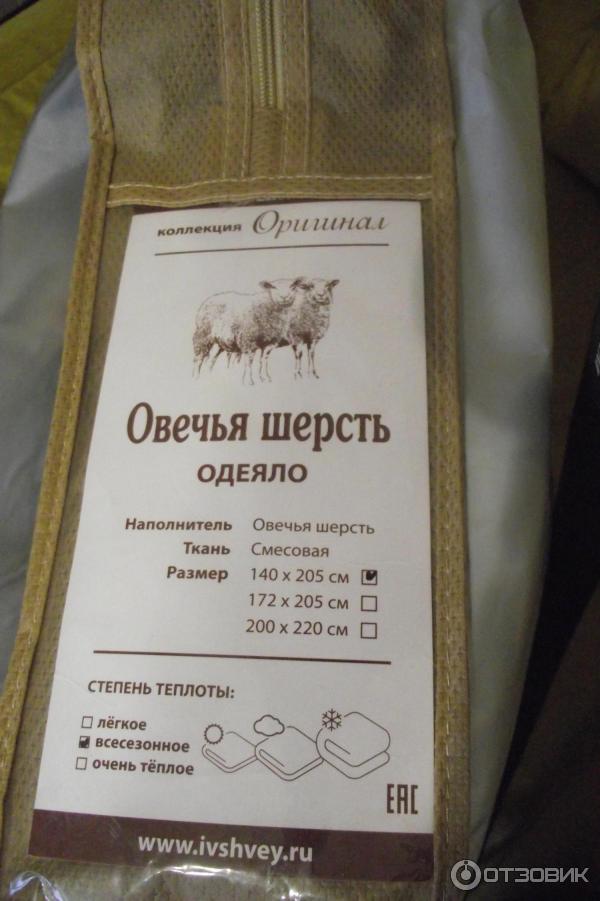 коллекция Оригинал
Овечья шерсть
ОДЕЯЛО
Наполнитель Овечья шерсть
Ткань Смесовая
Размер 140 x 205 см
172 x 205 см
200 x 220 см
СТЕПЕНЬ ТЕПЛОТЫ:
лёгкое
всесезонное
очень тёплое
EAC
www.ivshvey.ru
ОТЗОВИК